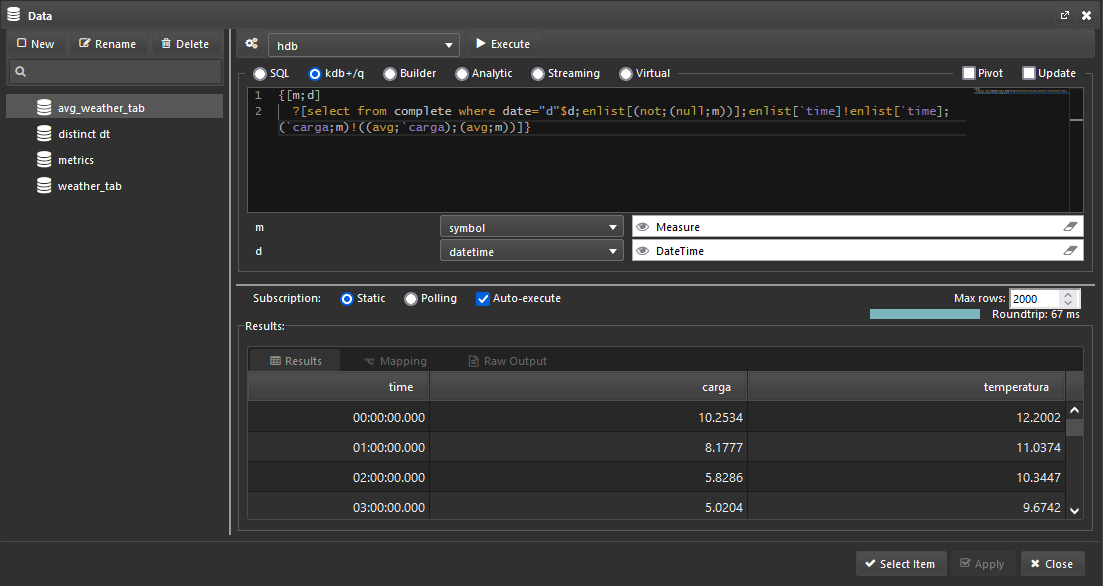 Data
New Rename Delete
hdb Execute
SQL kdb+/q Builder Analytic Streaming Virtual Pivot Update
avg_weather_tab
distinct dt
metrics
weather_tab
1 {[m;d]
2 ?[select from complete where date="d"$d;enlist[(not;(null;m))];enlist[`time]!enlist[`time];
(`carga;m)!((avg;`carga);(avg;m))]}
m symbol Measure
d datetime DateTime
Subscription: Static Polling Auto-execute Max rows: 2000
Roundtrip: 67 ms
Results:
Results Mapping Raw Output
time carga temperatura
00:00:00.000 10.2534 12.2002
01:00:00.000 8.1777 11.0374
02:00:00.000 5.8286 10.3447
03:00:00.000 5.0204 9.6742
Select Item Apply Close